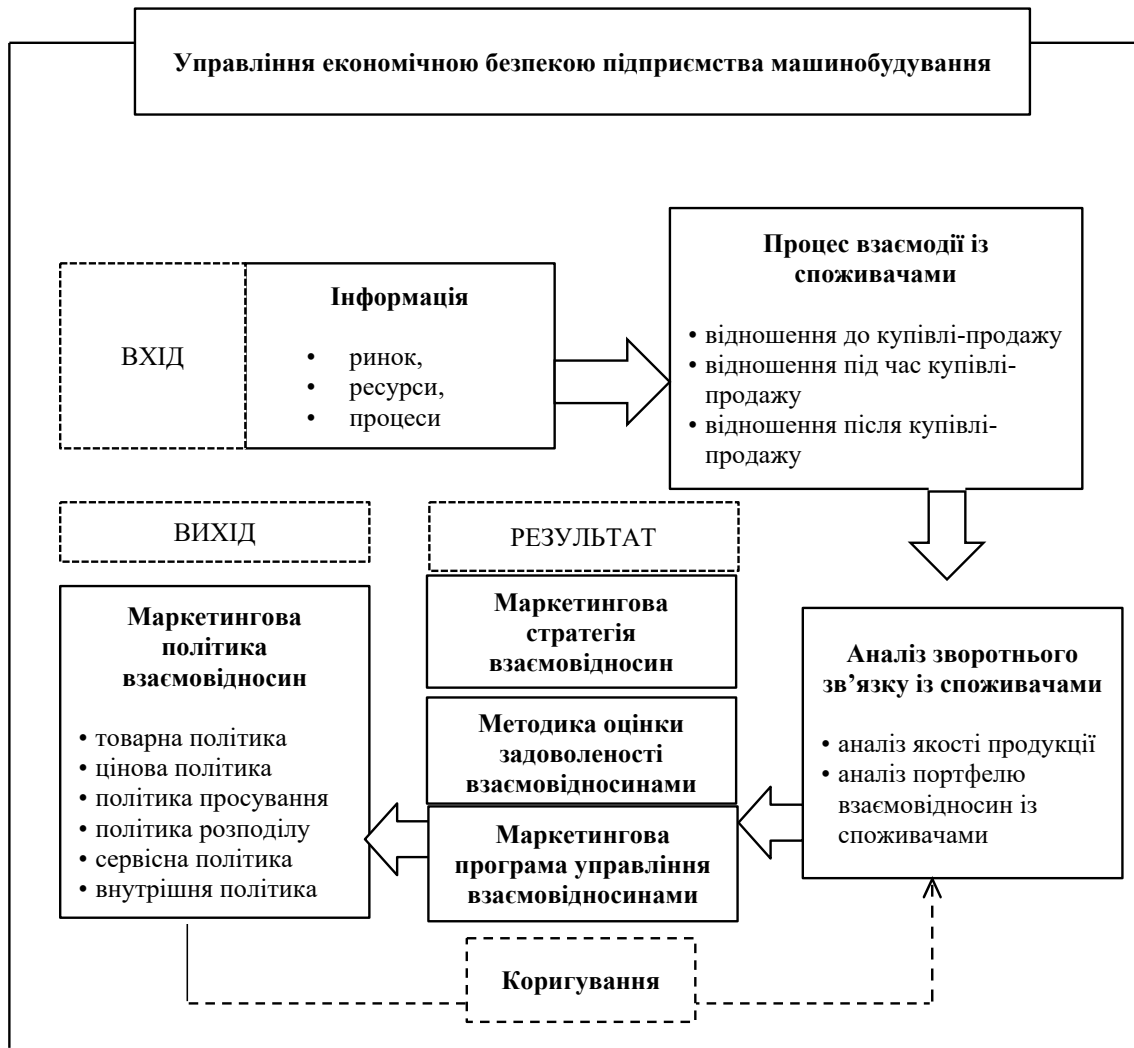 Управління економічною безпекою підприємства машинобудування
ВХІД
Інформація
• ринок,
• ресурси,
• процеси
Процес взаємодії із
споживачами
• відношення до купівлі-продажу
• відношення під час купівлі-
продажу
• відношення після купівлі-
продажу
ВИХІД
Маркетингова
політика
взаємовідносин
• товарна політика
• цінова політика
• політика просування
• політика розподілу
• сервісна політика
• внутрішня політика
РЕЗУЛЬТАТ
Маркетингова
стратегія
взаємовідносин
Методика оцінки
задоволеності
взаємовідносинами
Маркетингова
програма управління
взаємовідносинами
Аналіз зворотнього
зв’язку із споживачами
• аналіз якості продукції
• аналіз портфелю
взаємовідносин із
споживачами
Коригування